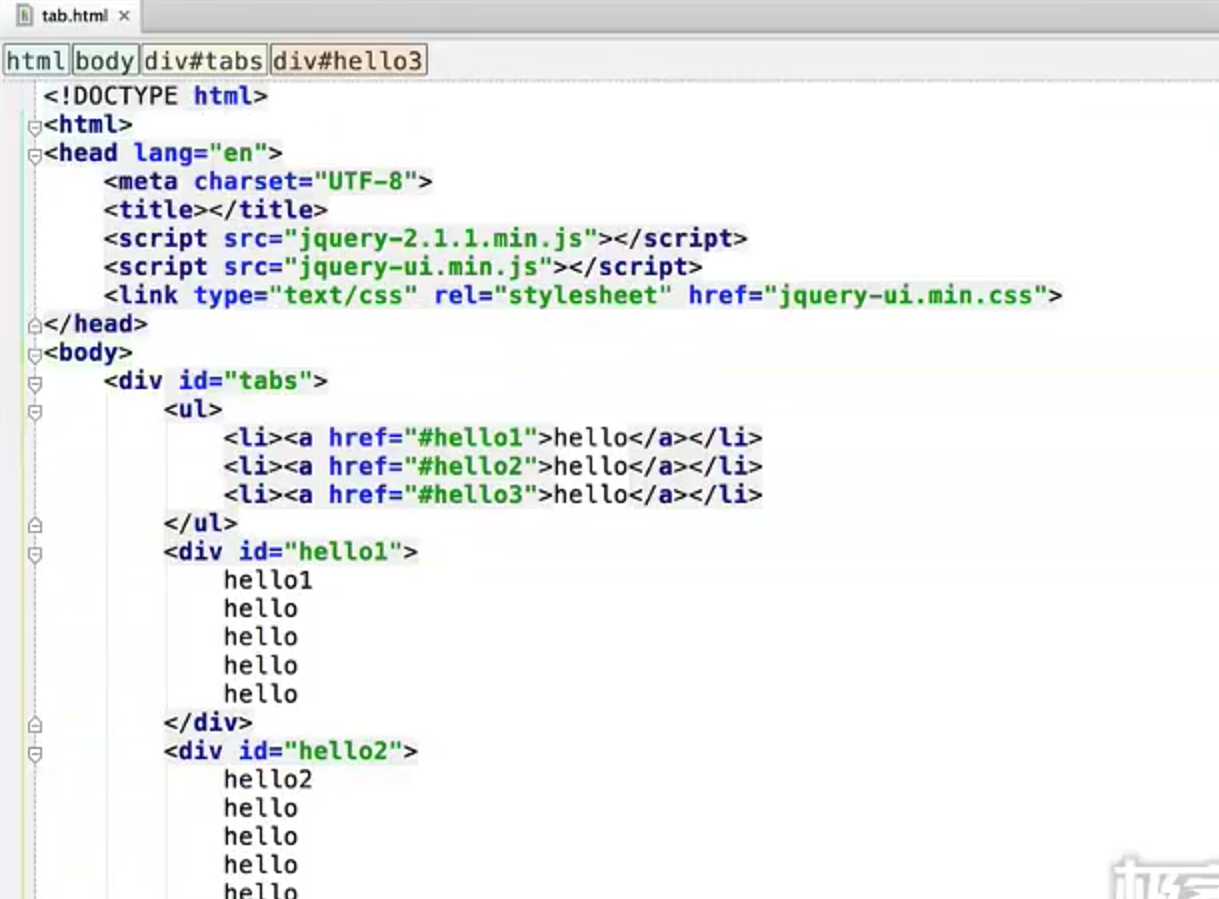 tab.html
html body div#tabs div#hello3
<!DOCTYPE html>
<html>
<head lang="en">
    <meta charset="UTF-8">
    <title></title>
    <script src="jquery-2.1.1.min.js"></script>
    <script src="jquery-ui.min.js"></script>
    <link type="text/css" rel="stylesheet" href="jquery-ui.min.css">
</head>
<body>
    <div id="tabs">
        <ul>
            <li><a href="#hello1">hello</a></li>
            <li><a href="#hello2">hello</a></li>
            <li><a href="#hello3">hello</a></li>
        </ul>
        <div id="hello1">
            hello1
            hello
            hello
            hello
            hello
        </div>
        <div id="hello2">
            hello2
            hello
            hello
            hello
            hello